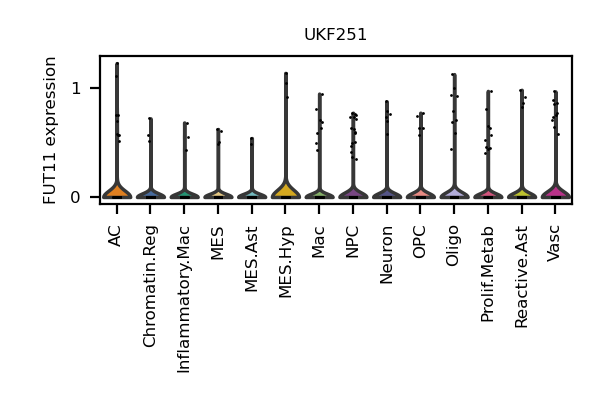 UKF251
FUT11 expression
1
0
AC
Chromatin.Reg
Inflammatory.Mac
MES
MES.Ast
MES.Hyp
Mac
NPC
Neuron
OPC
Oligo
Prolif.Metab
Reactive.Ast
Vasc